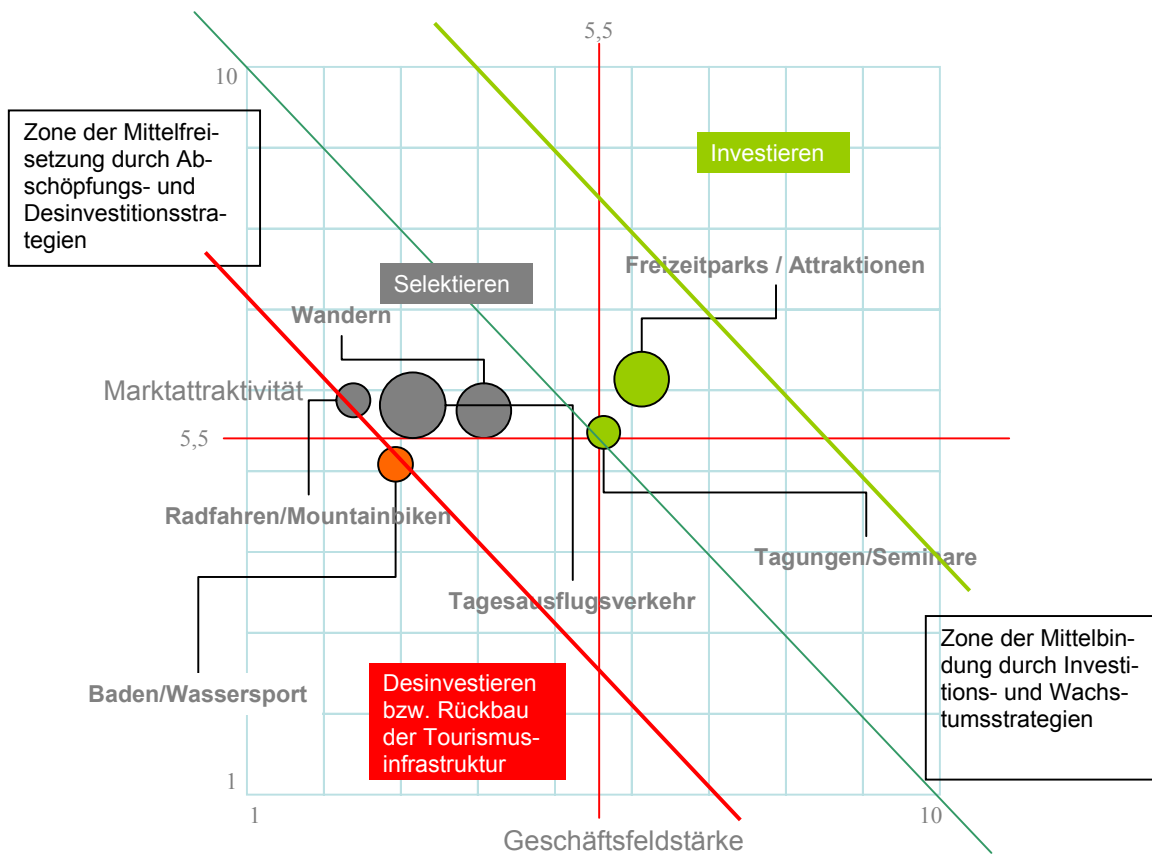 5,5
10
Zone der Mittelfrei-
setzung durch Ab-
schöpfungs- und
Desinvestitionsstra-
tegien
Investieren
Freizeitparks / Attraktionen
Selektieren
Wandern
Marktattraktivität
5,5
Radfahren/Mountainbiken
Tagungen/Seminare
Tagesausflugsverkehr
Baden/Wassersport
Desinvestieren
bzw. Rückbau
der Tourismus-
infrastruktur
Zone der Mittelbin-
dung durch Investi-
tions- und Wachs-
tumsstrategien
1
1
10
Geschäftsfeldstärke